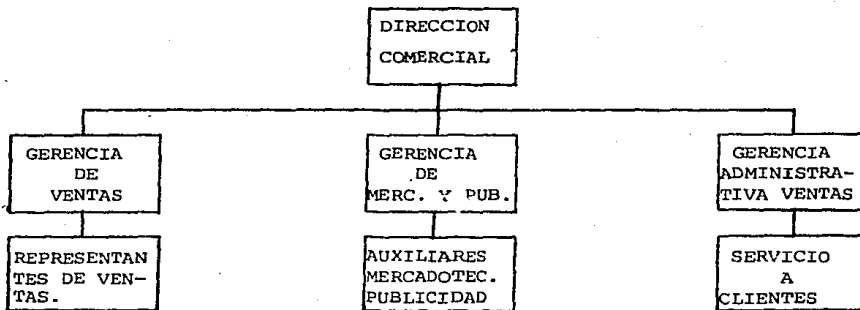 DIRECCION
COMERCIAL
GERENCIA
DE
VENTAS
GERENCIA
DE
MERC. Y PUB.
GERENCIA
ADMINISTRA-
TIVA VENTAS
REPRESENTAN
TES DE VEN-
TAS.
AUXILIARES
MERCADOTEC.
PUBLICIDAD
SERVICIO
A
CLIENTES